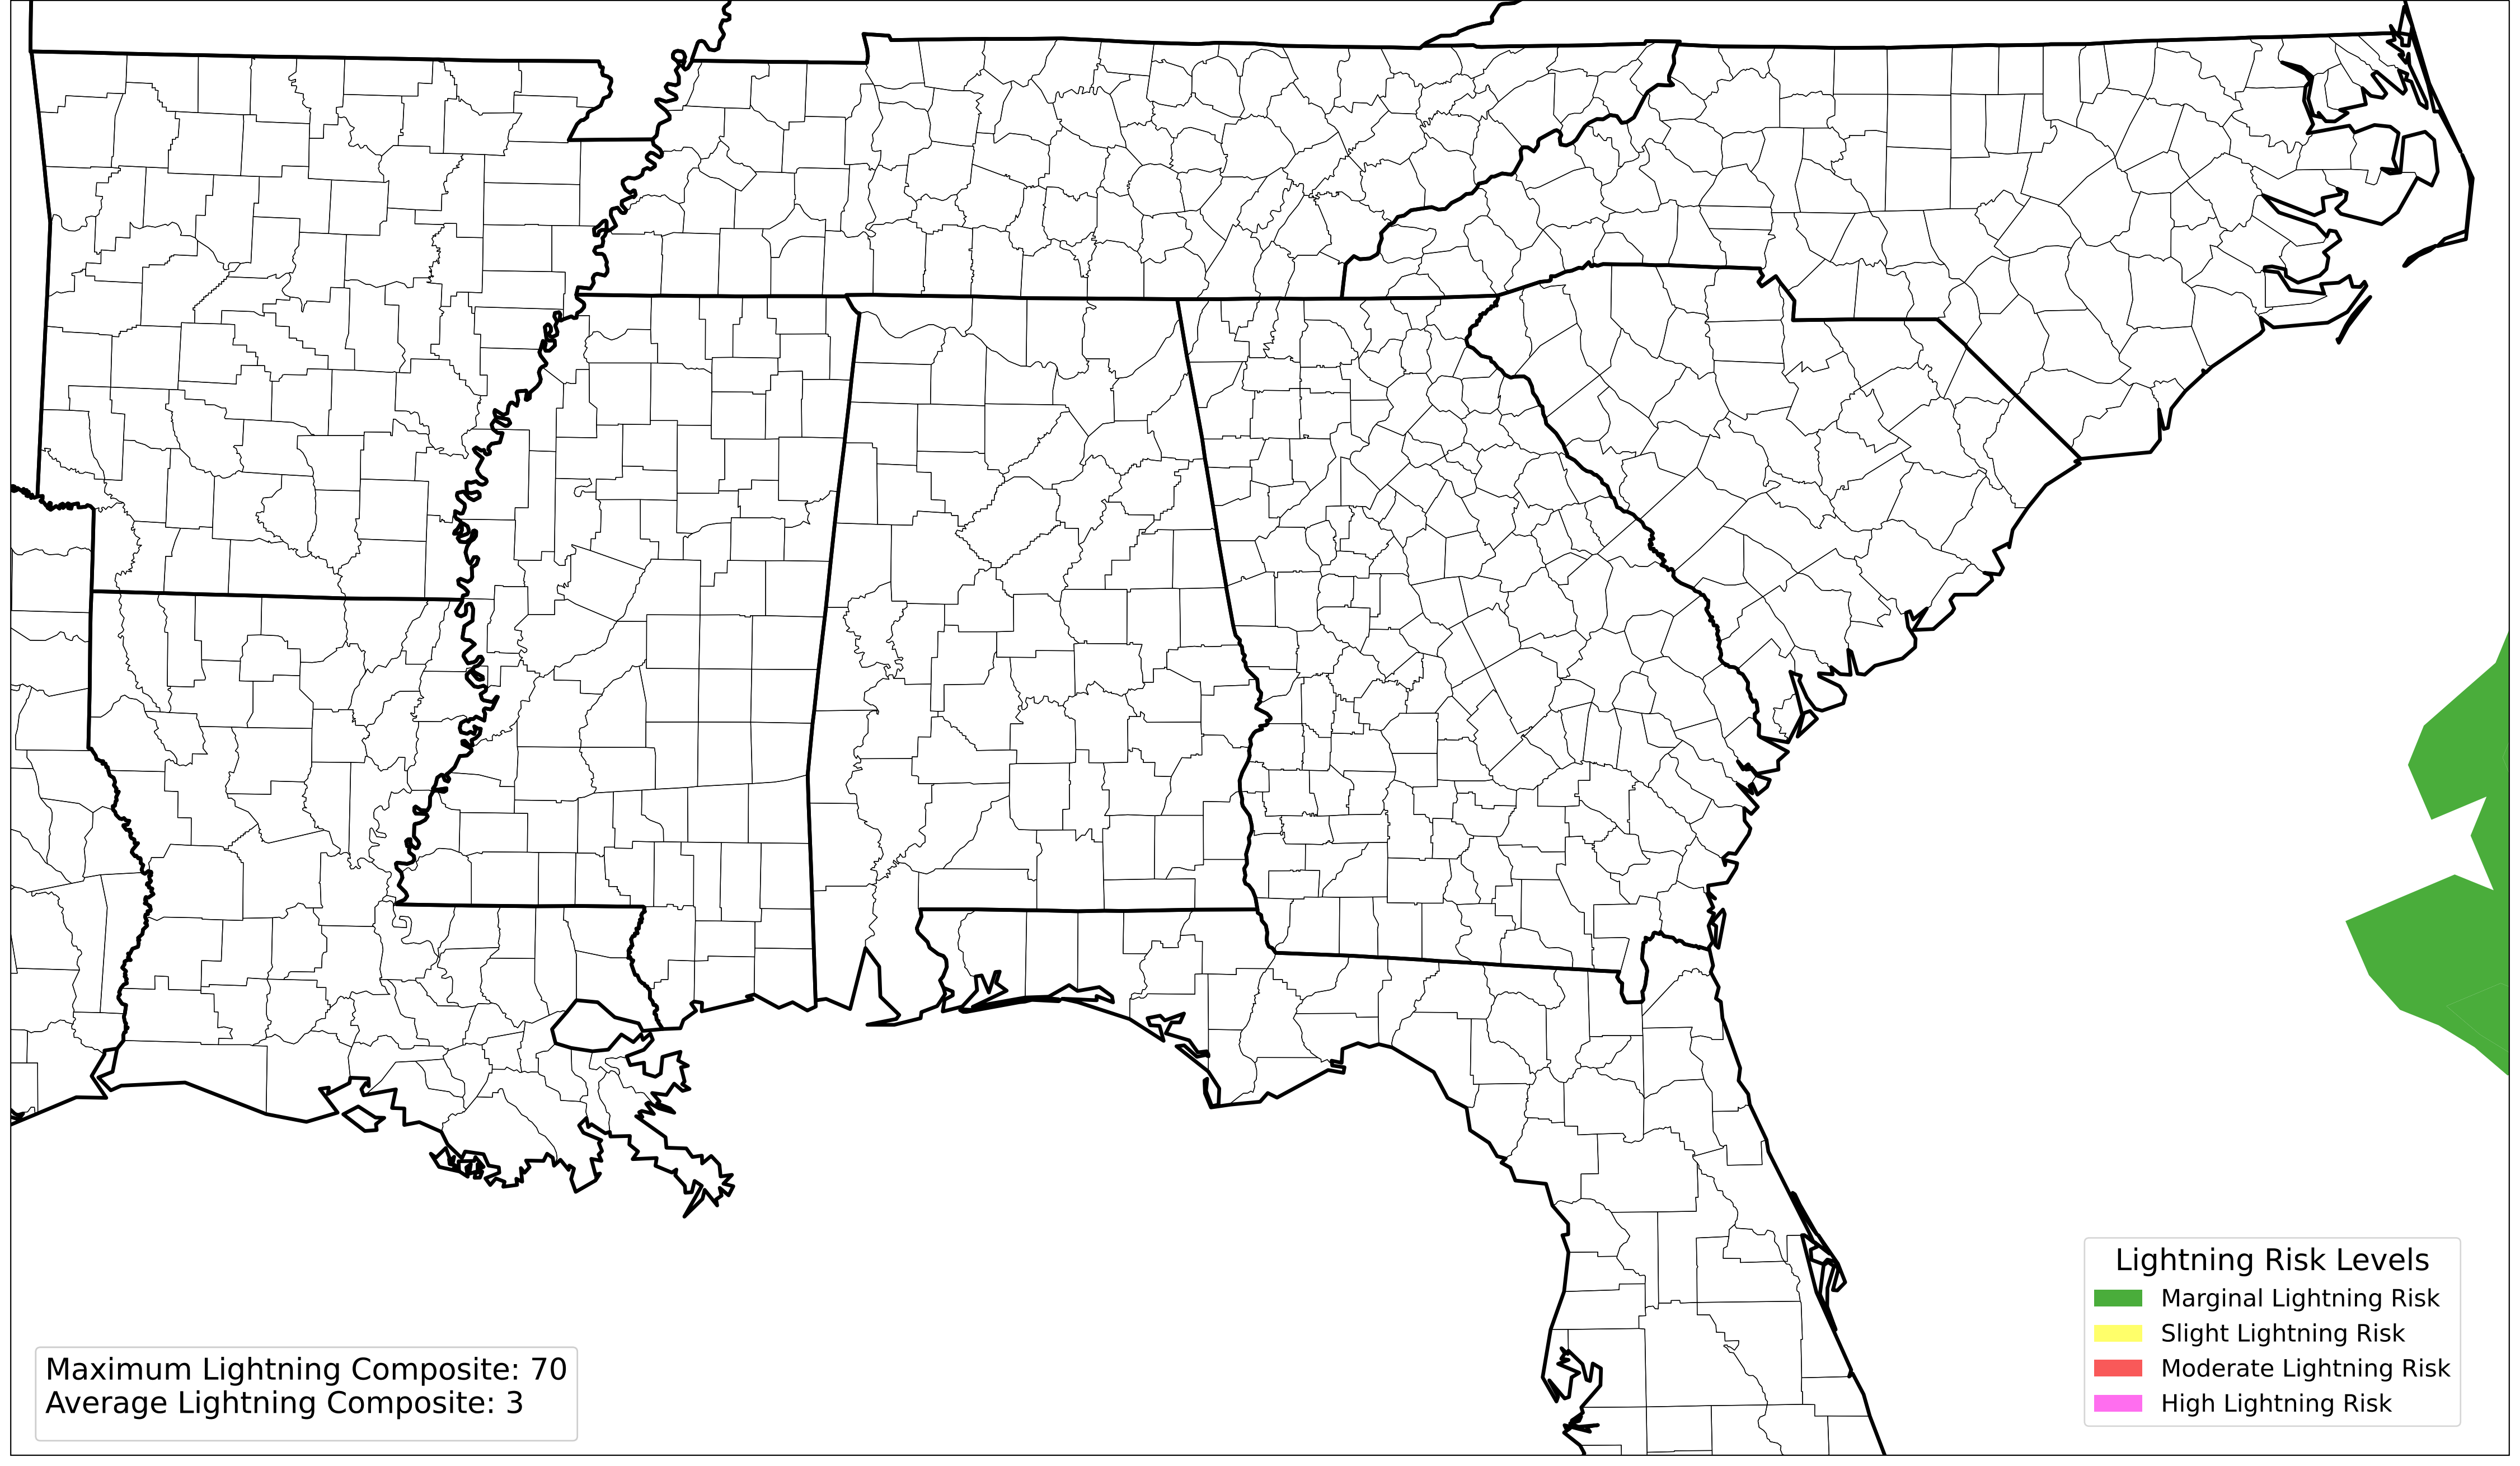 Maximum Lightning Composite: 70
Average Lightning Composite: 3
Lightning Risk Levels
Marginal Lightning Risk
Slight Lightning Risk
Moderate Lightning Risk
High Lightning Risk